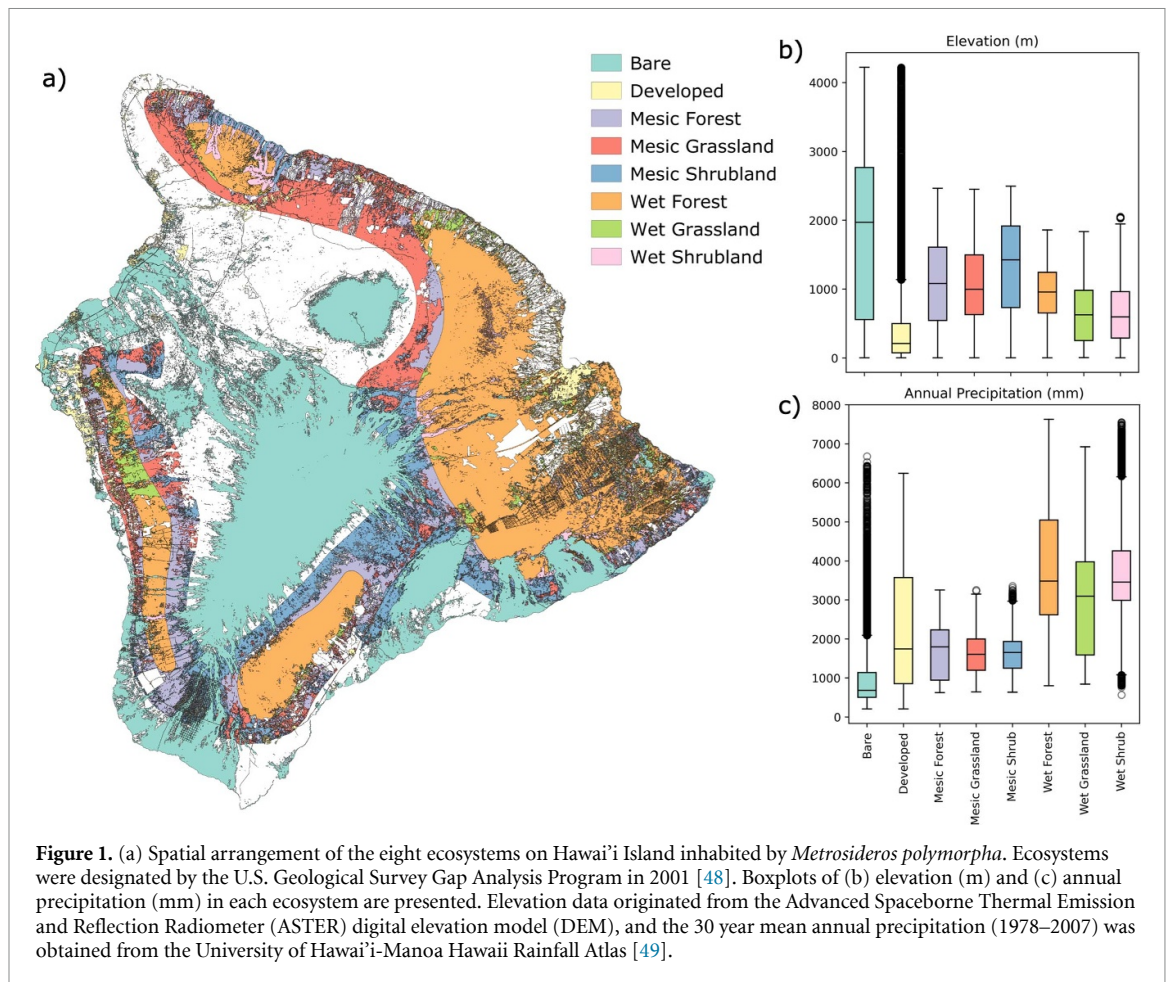 a)
Bare
Developed
Mesic Forest
Mesic Grassland
Mesic Shrubland
Wet Forest
Wet Grassland
Wet Shrubland
b)
Elevation (m)
4000
3000
2000
1000
0
c)
Annual Precipitation (mm)
8000
7000
6000
5000
4000
3000
2000
1000
0
Bare
Developed
Mesic Forest
Mesic Grassland
Mesic Shrub
Wet Forest
Wet Grassland
Wet Shrub
Figure 1. (a) Spatial arrangement of the eight ecosystems on Hawai'i Island inhabited by Metrosideros polymorpha. Ecosystems
were designated by the U.S. Geological Survey Gap Analysis Program in 2001 [48]. Boxplots of (b) elevation (m) and (c) annual
precipitation (mm) in each ecosystem are presented. Elevation data originated from the Advanced Spaceborne Thermal Emission
and Reflection Radiometer (ASTER) digital elevation model (DEM), and the 30 year mean annual precipitation (1978–2007) was
obtained from the University of Hawai'i-Manoa Hawaii Rainfall Atlas [49].